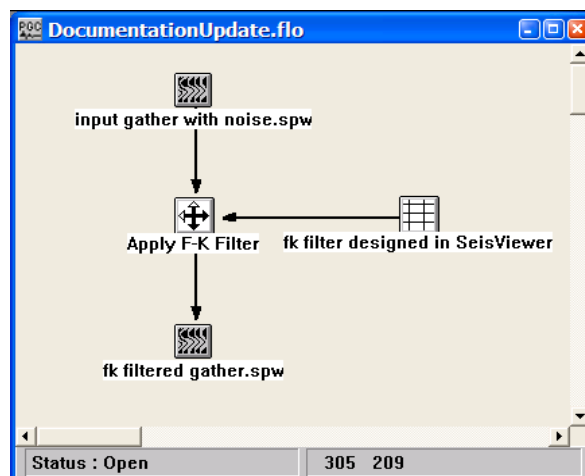 PGC DocumentationUpdate.flo
input gather with noise.spw
Apply F-K Filter
fk filter designed in SeisViewer
fk filtered gather.spw
Status : Open
305 209